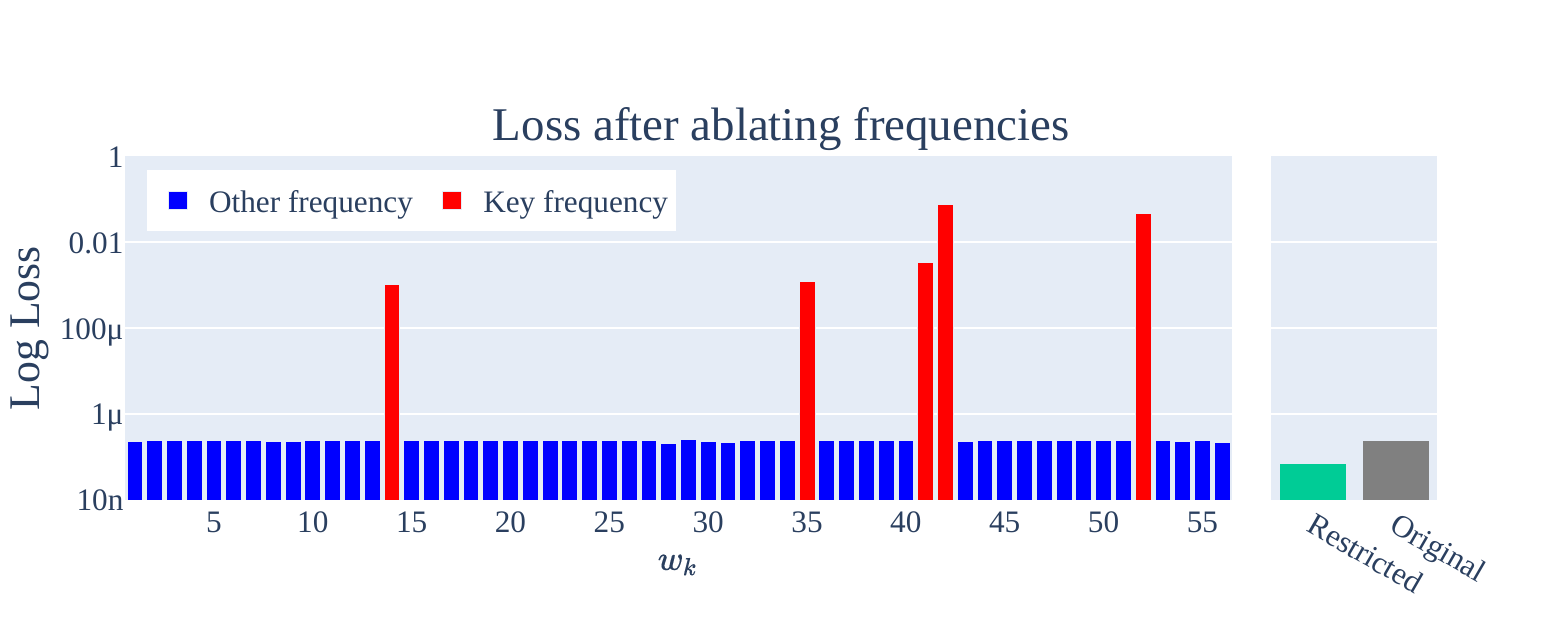 Loss after ablating frequencies
1
0.01
100μ
1μ
10n
Log Loss
Other frequency Key frequency
5 10 15 20 25 30 35 40 45 50 55
w_k
Restricted
Original